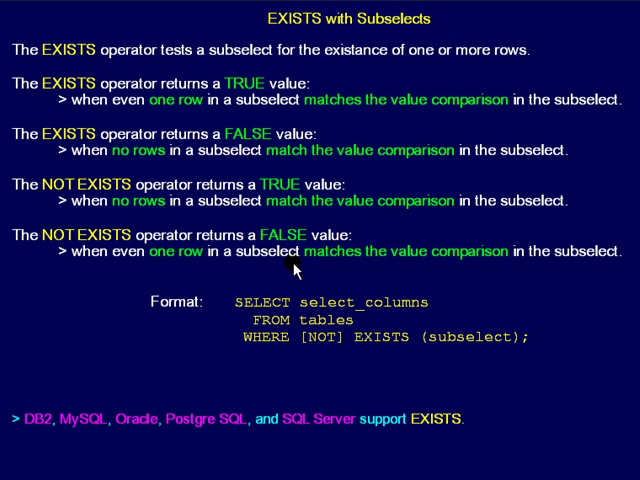 EXISTS with Subselects
The EXISTS operator tests a subselect for the existance of one or more rows.
The EXISTS operator returns a TRUE value:
> when even one row in a subselect matches the value comparison in the subselect.
The EXISTS operator returns a FALSE value:
> when no rows in a subselect match the value comparison in the subselect.
The NOT EXISTS operator returns a TRUE value:
> when no rows in a subselect match the value comparison in the subselect.
The NOT EXISTS operator returns a FALSE value:
> when even one row in a subselect matches the value comparison in the subselect.
Format: SELECT select_columns
FROM tables
WHERE [NOT] EXISTS (subselect);
> DB2, MySQL, Oracle, Postgre SQL, and SQL Server support EXISTS.